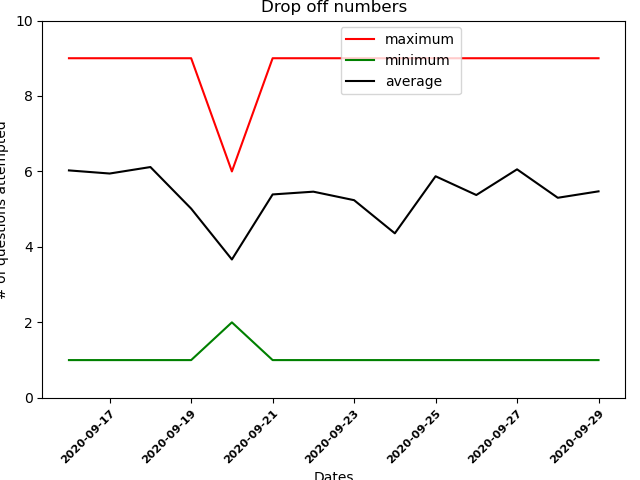 Drop off numbers
maximum
minimum
average
# of questions attempted
10
8
6
4
2
0
2020-09-17
2020-09-19
2020-09-21
2020-09-23
2020-09-25
2020-09-27
2020-09-29
Dates